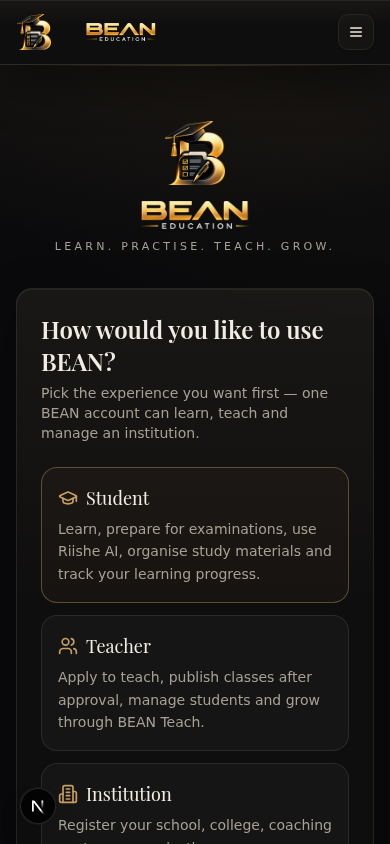 BEAN
EDUCATION
BEAN
EDUCATION
LEARN. PRACTISE. TEACH. GROW.
How would you like to use
BEAN?
Pick the experience you want first — one
BEAN account can learn, teach and
manage an institution.
Student
Learn, prepare for examinations, use
Riishe AI, organise study materials and
track your learning progress.
Teacher
Apply to teach, publish classes after
approval, manage students and grow
through BEAN Teach.
N
Institution
Register your school, college, coaching